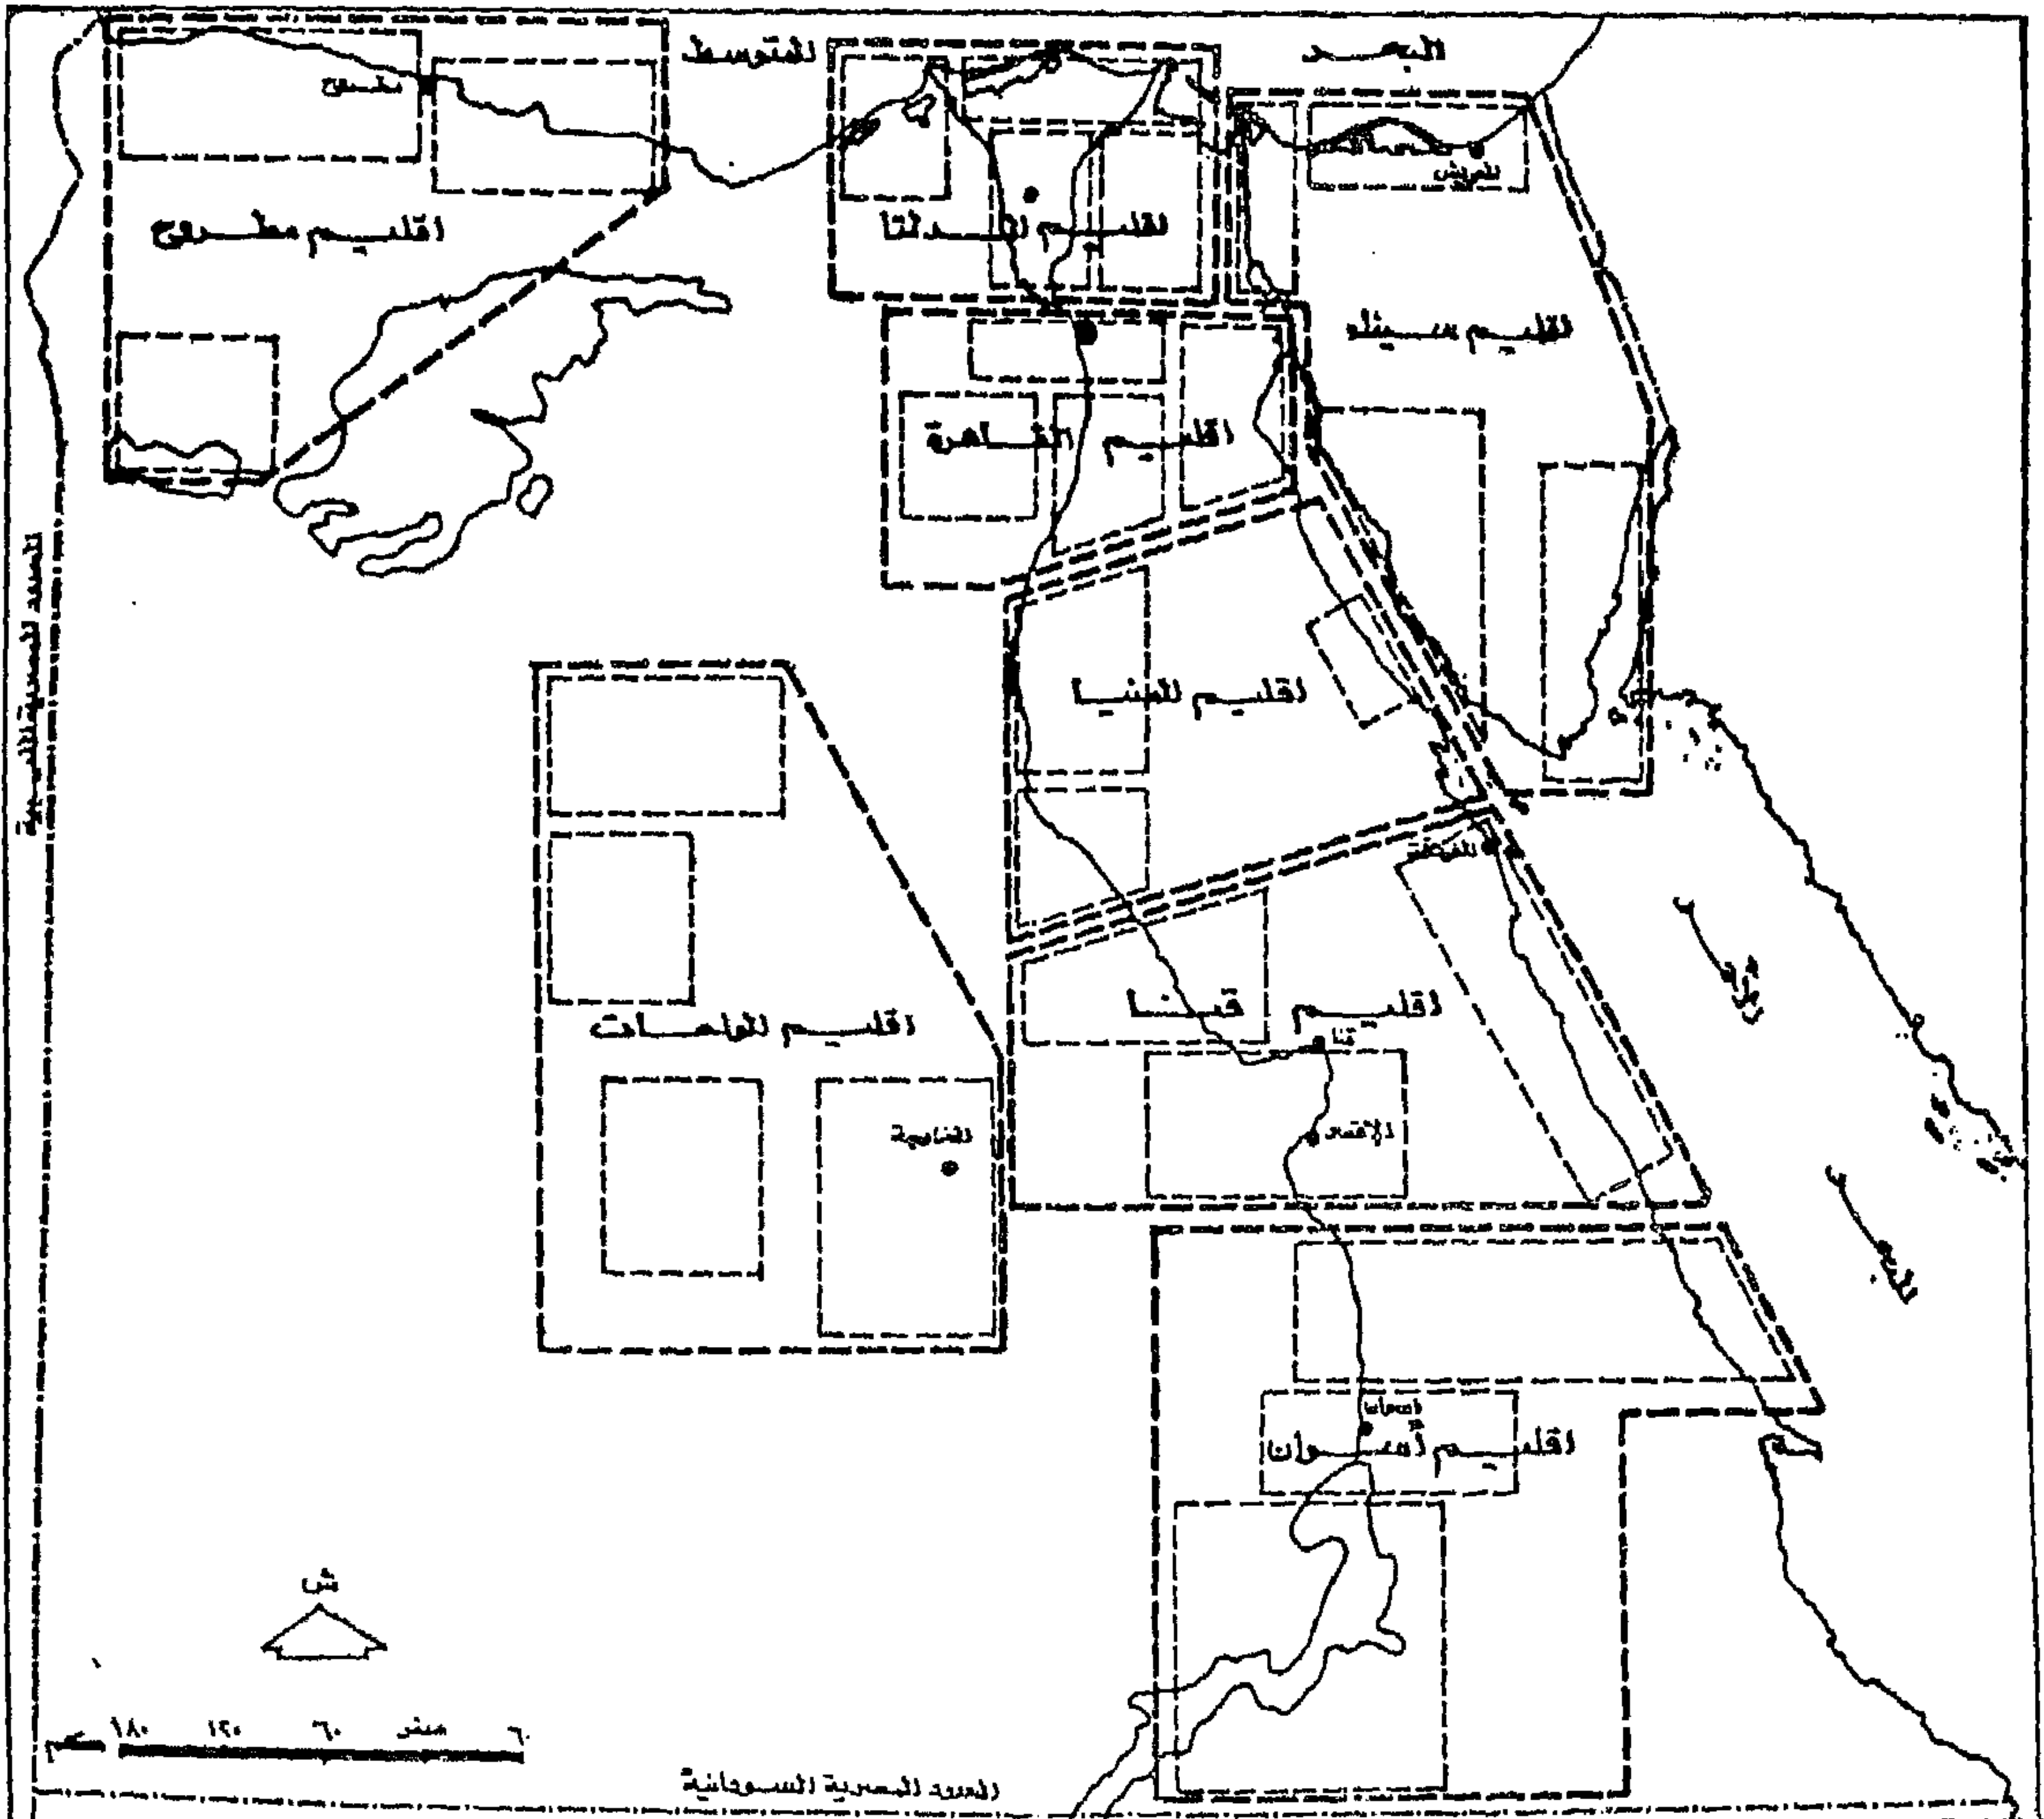 البحر
المتوسط
مطروح
العريش
اقليم مطروح
اقليم الدلتا
اقليم سيناء
اقليم القاهرة
الحدود المصرية الليبية
اقليم المنيا
الغردقة
الأحمر
اقليم قنا
اقليم الواحات
قنا
الأقصر
الخارجة
البحر
أسوان
اقليم أسوان
ش
٦٠ صفر ٦٠ ١٢٠ ١٨٠ كم
الحدود المصرية السودانية